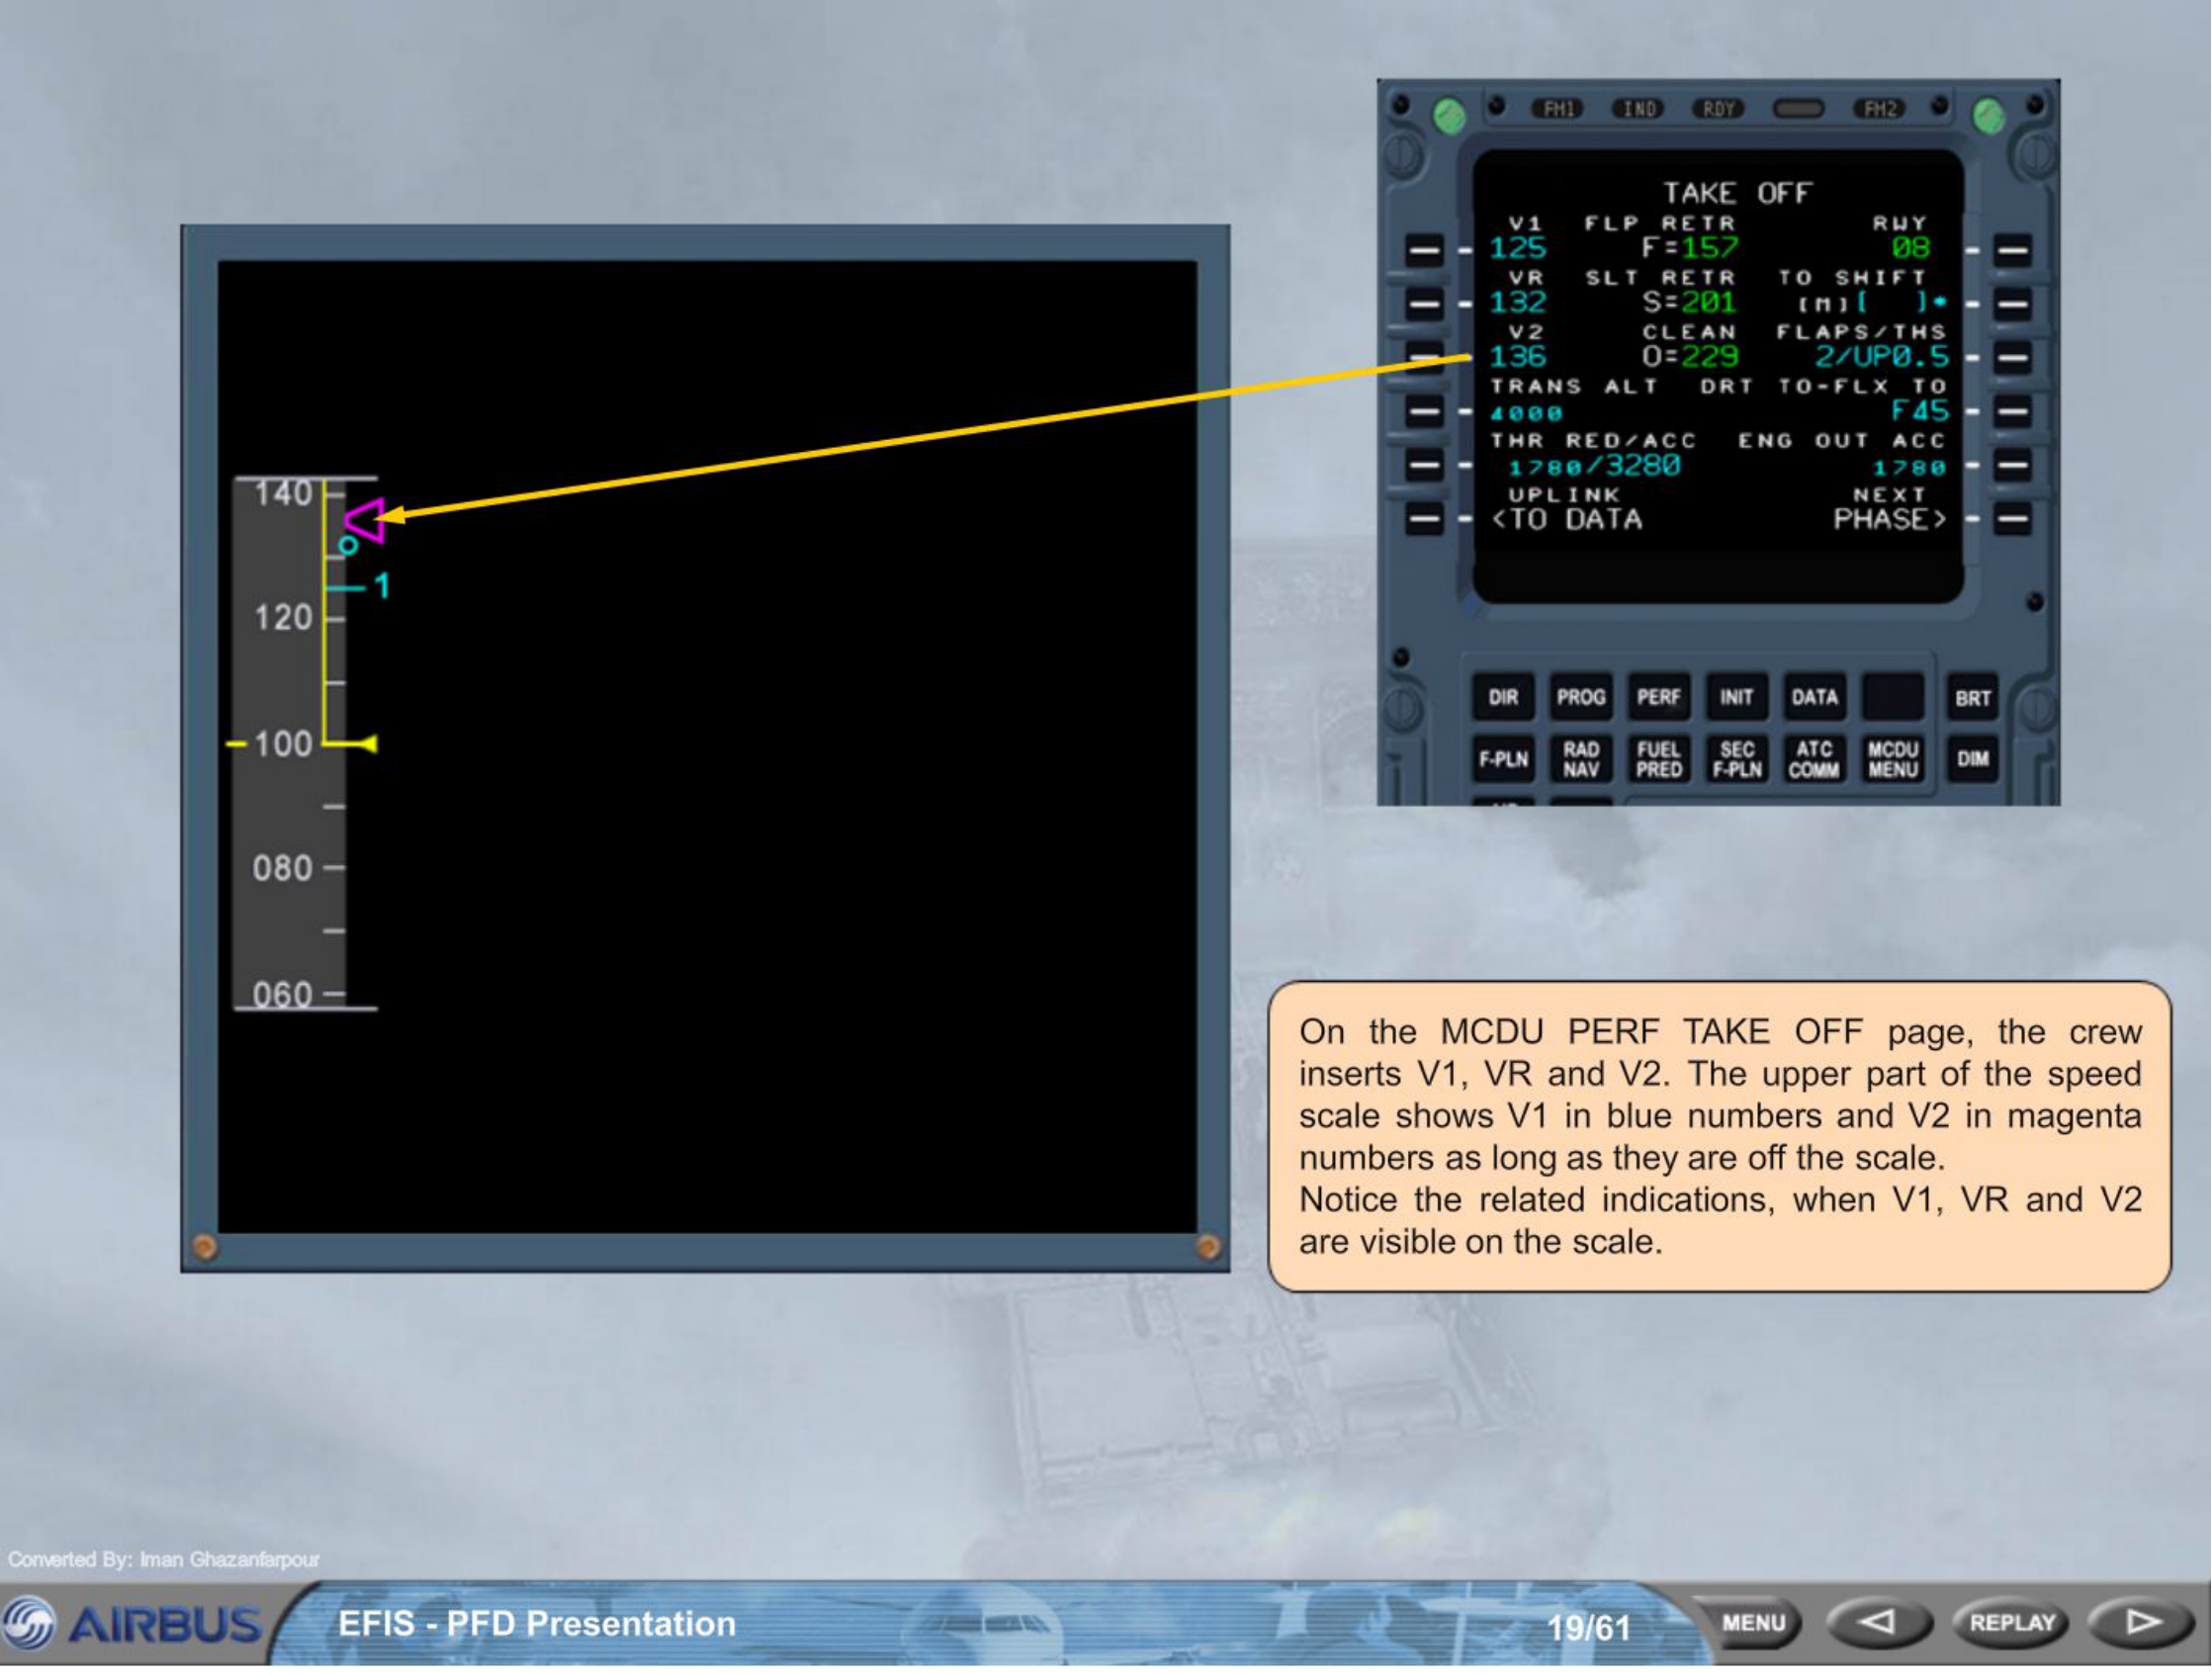 FM1 IND RDY FM2
TAKE OFF
V1 FLP RETR RWY
125 F=157 08
VR SLT RETR TO SHIFT
132 S=201 [M][ ]*
V2 CLEAN FLAPS/THS
136 O=229 2/UP0.5
TRANS ALT DRT TO-FLX TO
4000 F45
THR RED/ACC ENG OUT ACC
1780/3280 1780
UPLINK NEXT
<TO DATA PHASE>
DIR PROG PERF INIT DATA BRT
F-PLN RAD NAV FUEL PRED SEC F-PLN ATC COMM MCDU MENU DIM
140
1
120
100
080
060
On the MCDU PERF TAKE OFF page, the crew
inserts V1, VR and V2. The upper part of the speed
scale shows V1 in blue numbers and V2 in magenta
numbers as long as they are off the scale.
Notice the related indications, when V1, VR and V2
are visible on the scale.
Converted By: Iman Ghazanfarpour
AIRBUS EFIS - PFD Presentation 19/61 MENU REPLAY